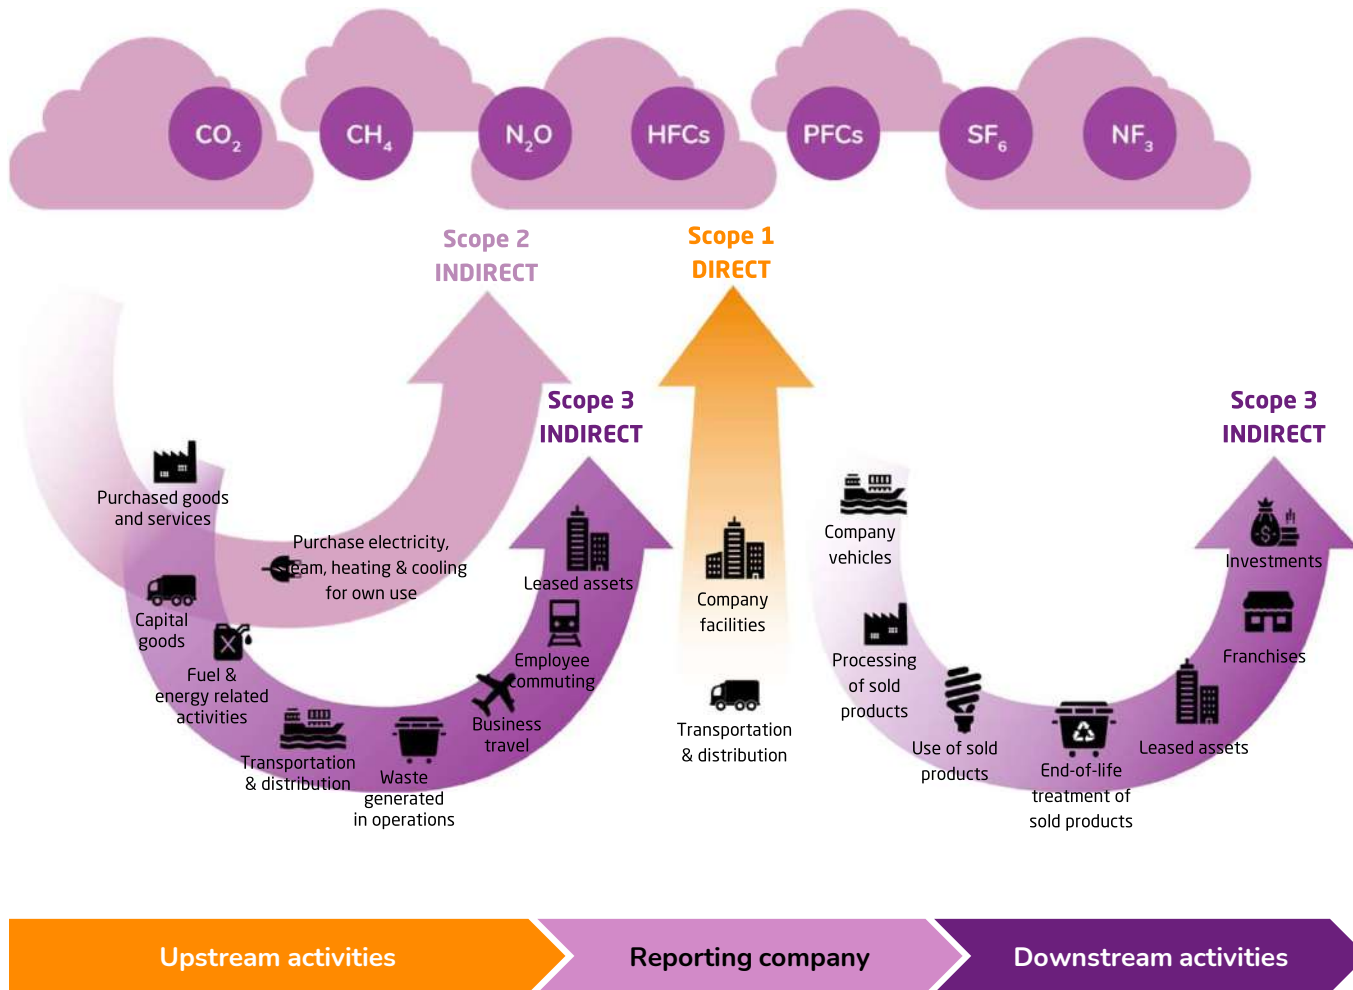 CO₂
CH₄
N₂O
HFCs
PFCs
SF₆
NF₃
Scope 2
INDIRECT
Scope 1
DIRECT
Scope 3
INDIRECT
Scope 3
INDIRECT
Purchased goods
and services
Capital
goods
Fuel &
energy related
activities
Purchase electricity,
eam, heating & cooling
for own use
Transportation
& distribution
Waste
generated
in operations
Business
travel
Employee
commuting
Leased assets
Company
facilities
Transportation
& distribution
Company
vehicles
Processing
of sold
products
Use of sold
products
End-of-life
treatment of
sold products
Leased assets
Franchises
Investments
Upstream activities
Reporting company
Downstream activities